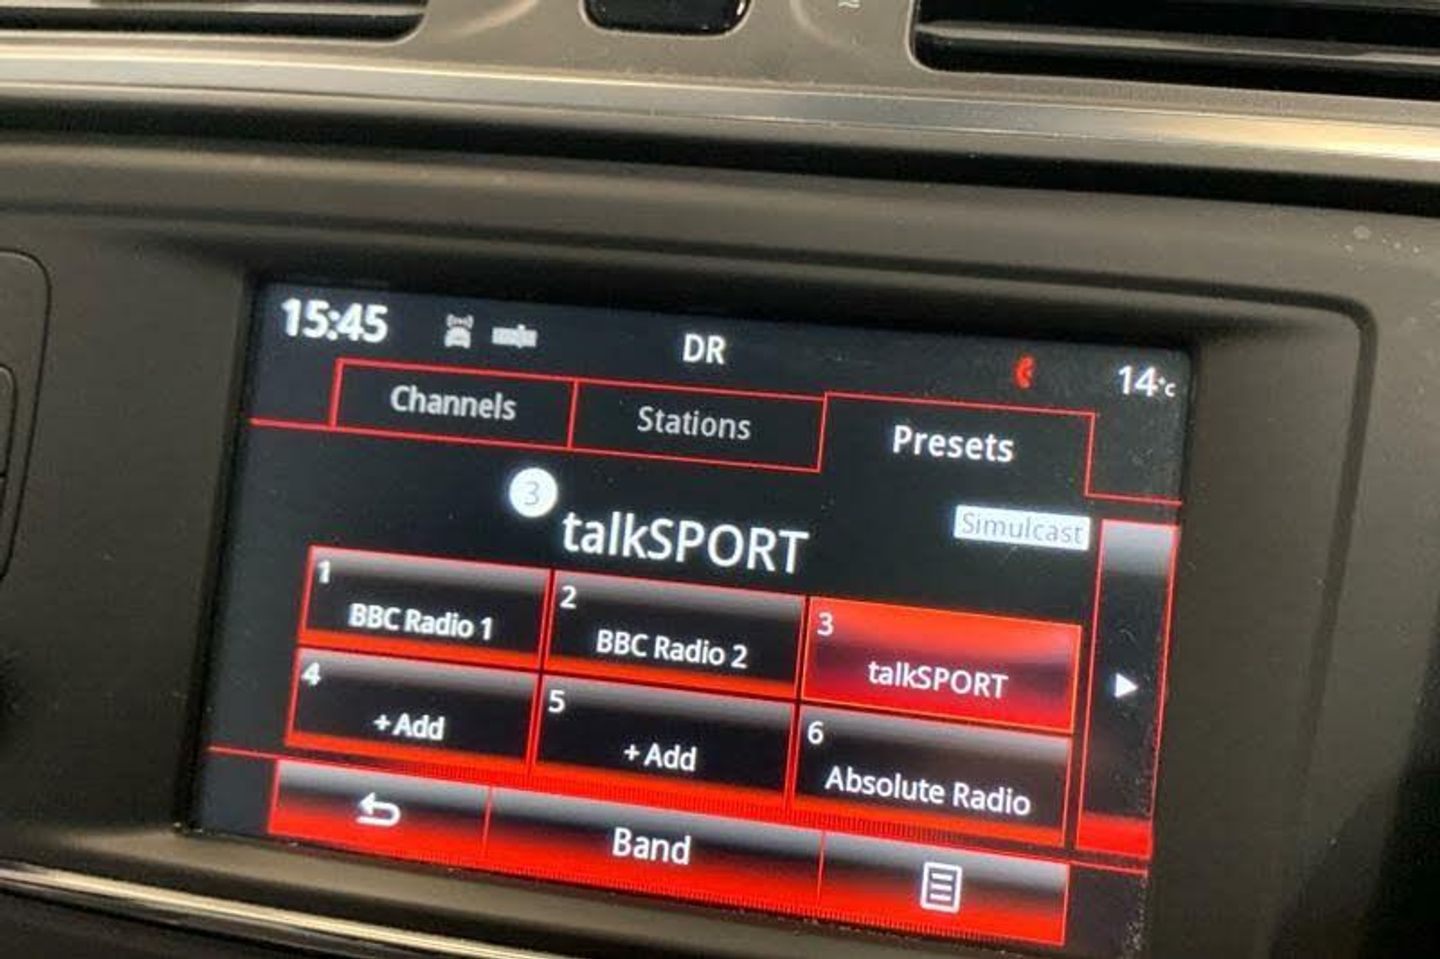 15:45 DR 14°C
Channels Stations Presets
3 talkSPORT Simulcast
1 BBC Radio 1
2 BBC Radio 2
3 talkSPORT
4 + Add
5 + Add
6 Absolute Radio
Band